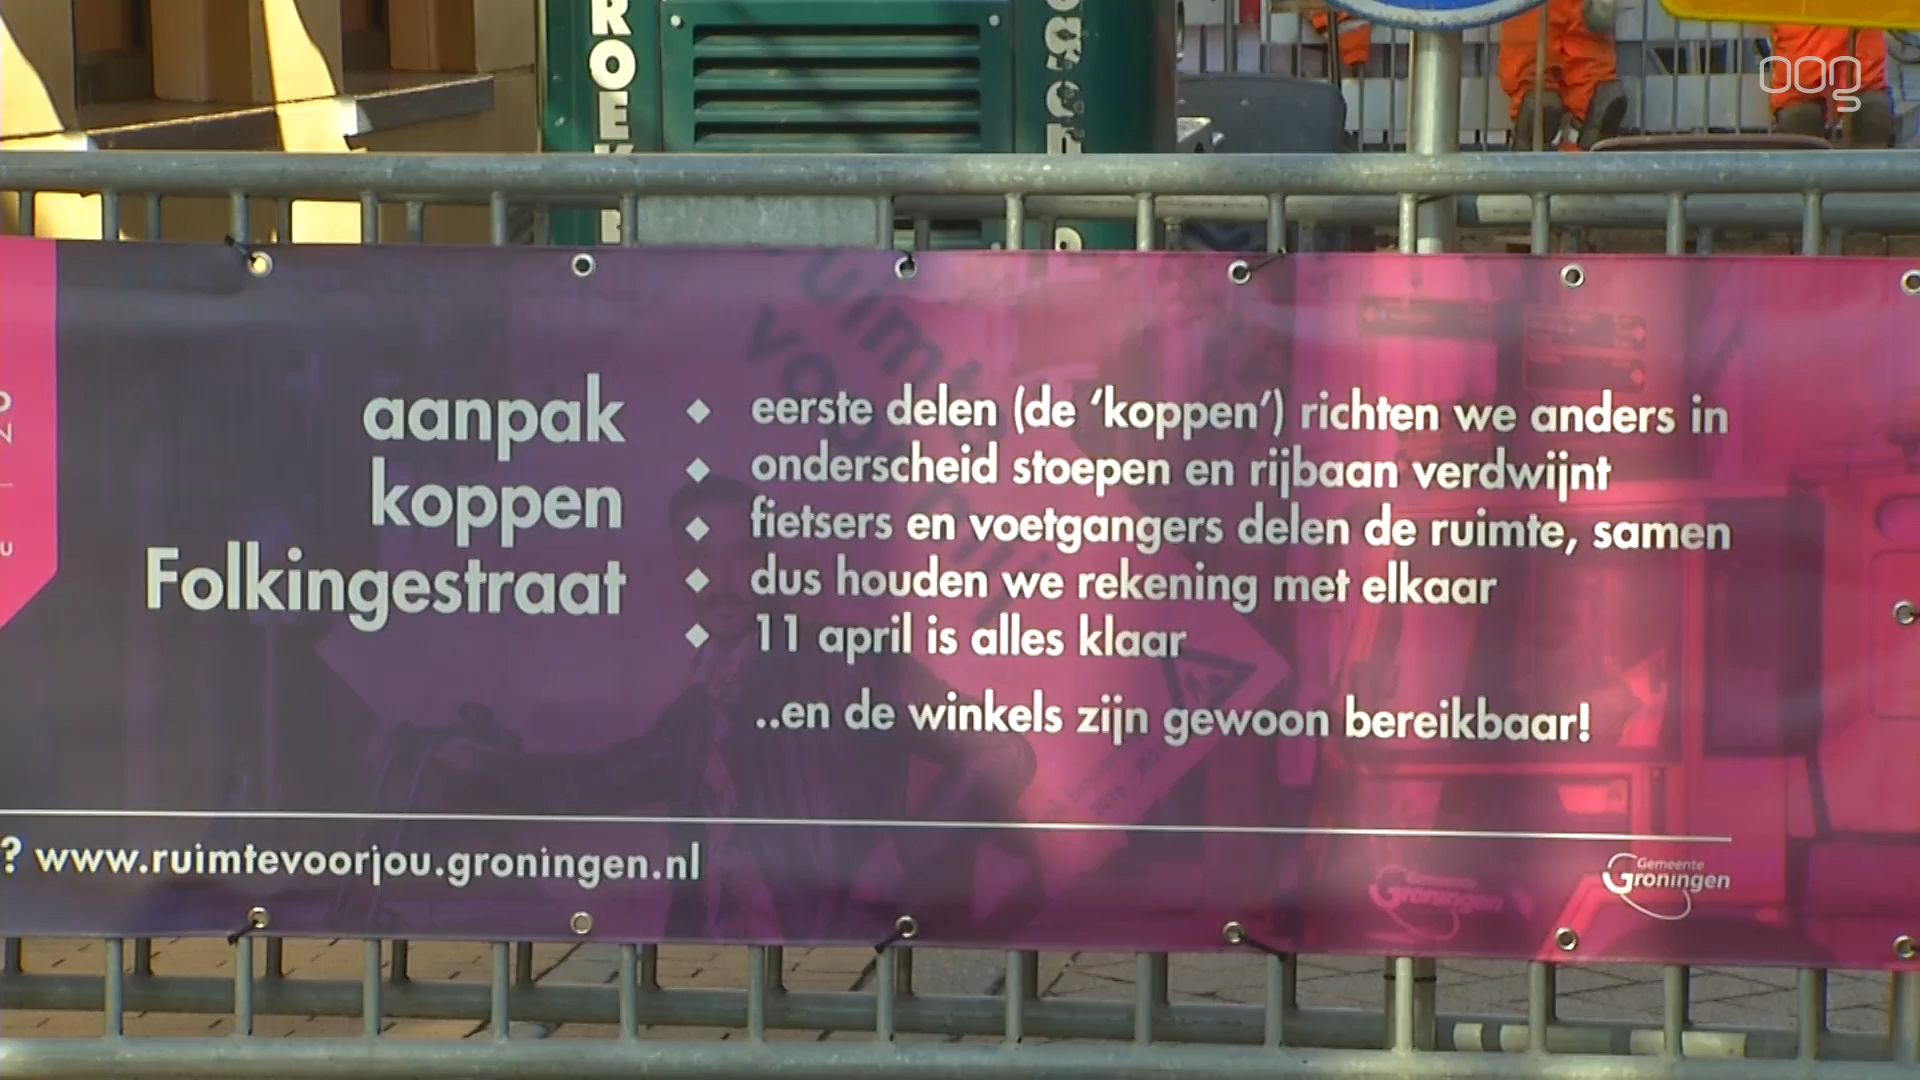 ROEK
oog
aanpak
koppen
Folkingestraat
eerste delen (de ‘koppen’) richten we anders in
onderscheid stoepen en rijbaan verdwijnt
fietsers en voetgangers delen de ruimte, samen
dus houden we rekening met elkaar
11 april is alles klaar
..en de winkels zijn gewoon bereikbaar!
? www.ruimtevoorjou.groningen.nl
Gemeente
Groningen
Groningen